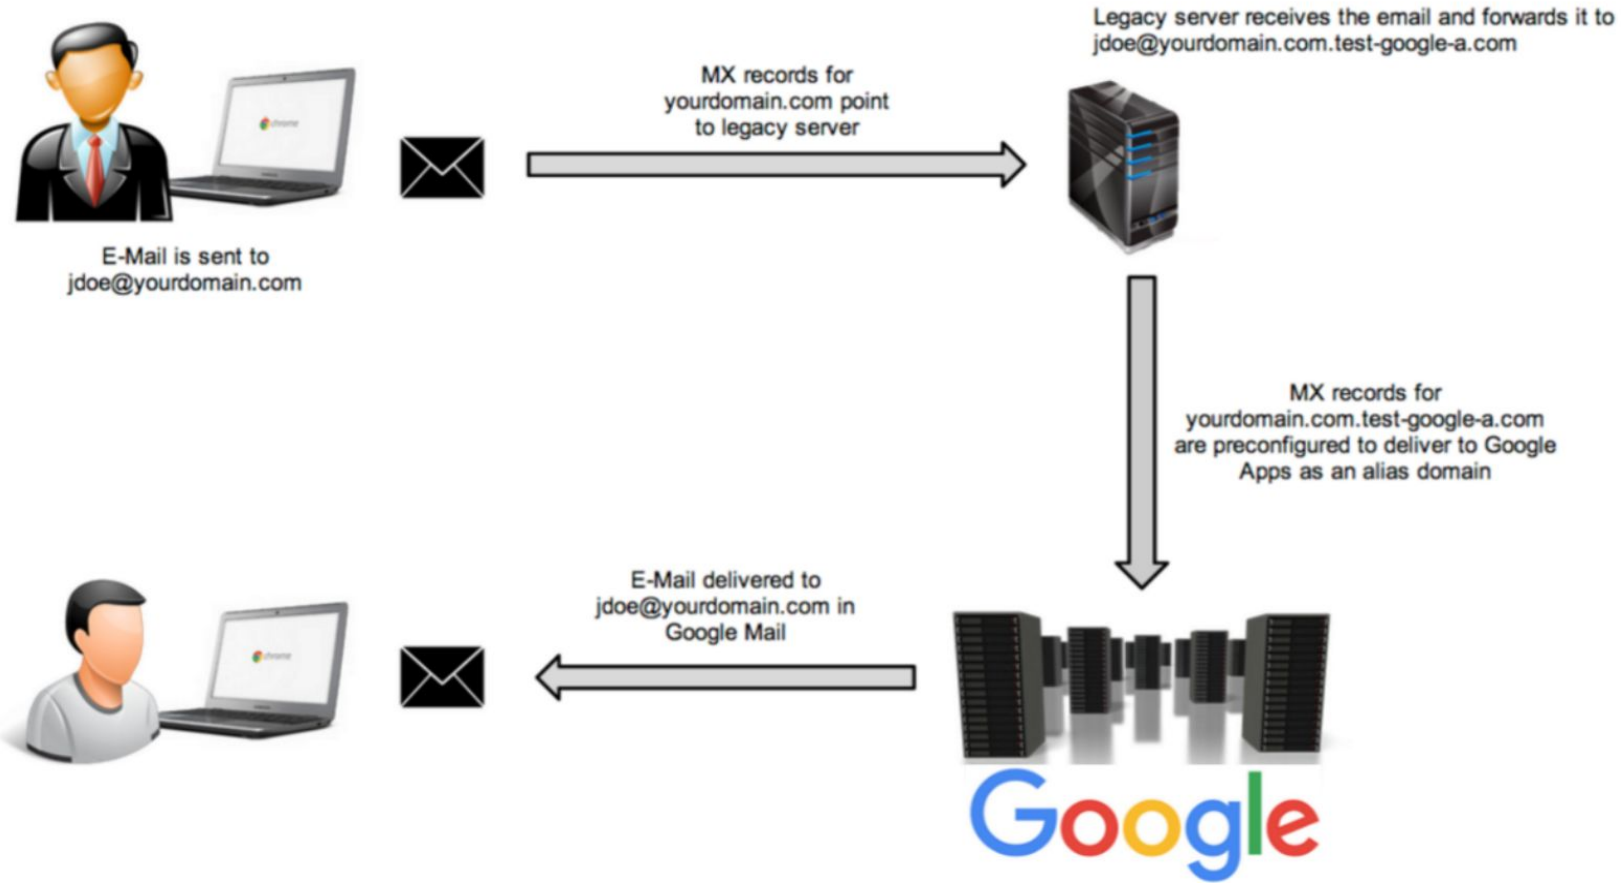 Legacy server receives the email and forwards it to
jdoe@yourdomain.com.test-google-a.com
MX records for
yourdomain.com point
to legacy server
chrome
E-Mail is sent to
jdoe@yourdomain.com
MX records for
yourdomain.com.test-google-a.com
are preconfigured to deliver to Google
Apps as an alias domain
E-Mail delivered to
jdoe@yourdomain.com in
Google Mail
chrome
Google